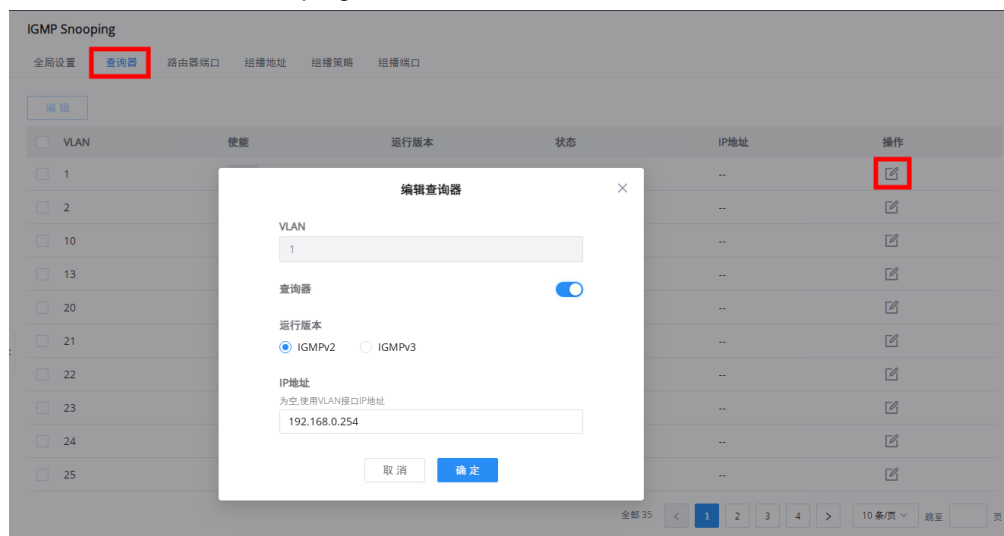 IGMP Snooping
全局设置 查询器 路由器端口 组播地址 组播策略 组播端口
编辑
VLAN 使能 运行版本 状态 IP地址 操作
1 --
2 --
10 --
13 --
20 --
21 --
22 --
23 --
24 --
25 --
编辑查询器
VLAN
1
查询器
运行版本
IGMPv2 IGMPv3
IP地址
为空,使用VLAN接口IP地址
192.168.0.254
取消 确定
全部 35 < 1 2 3 4 > 10 条/页 跳至 页